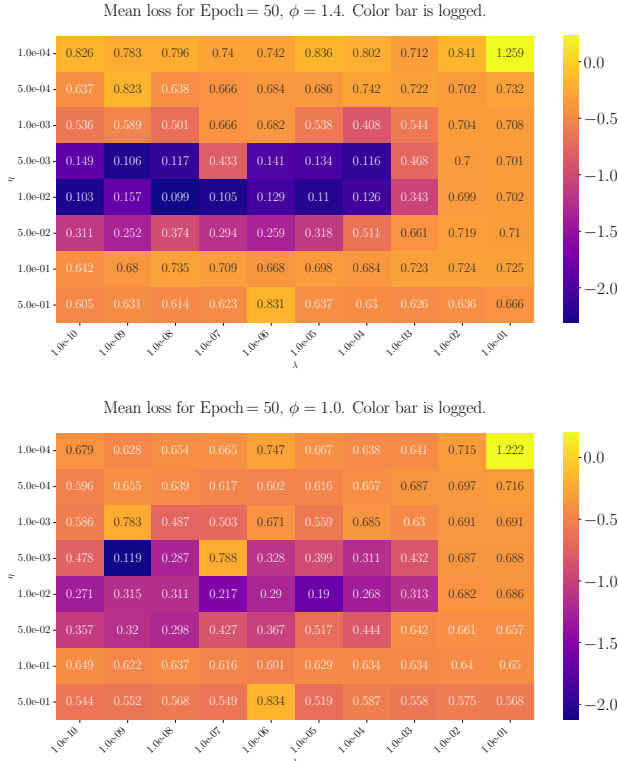 Mean loss for Epoch = 50, ϕ = 1.4. Color bar is logged.
1.0e-04 0.826 0.783 0.796 0.74 0.742 0.836 0.802 0.712 0.841 1.259
5.0e-04 0.637 0.823 0.638 0.666 0.684 0.686 0.742 0.722 0.702 0.732
1.0e-03 0.536 0.589 0.501 0.666 0.682 0.538 0.408 0.544 0.704 0.708
5.0e-03 0.149 0.106 0.117 0.433 0.141 0.134 0.116 0.468 0.7 0.701
η
1.0e-02 0.103 0.157 0.099 0.105 0.129 0.11 0.126 0.343 0.699 0.702
5.0e-02 0.311 0.252 0.374 0.294 0.259 0.318 0.511 0.661 0.719 0.71
1.0e-01 0.642 0.68 0.735 0.709 0.668 0.698 0.684 0.723 0.724 0.725
5.0e-01 0.605 0.631 0.614 0.623 0.831 0.637 0.63 0.626 0.636 0.666
1.0e-10 1.0e-09 1.0e-08 1.0e-07 1.0e-06 1.0e-05 1.0e-04 1.0e-03 1.0e-02 1.0e-01
0.0
−0.5
−1.0
−1.5
−2.0
Mean loss for Epoch = 50, ϕ = 1.0. Color bar is logged.
1.0e-04 0.679 0.628 0.654 0.665 0.747 0.667 0.638 0.641 0.715 1.222
5.0e-04 0.596 0.655 0.639 0.617 0.602 0.616 0.657 0.687 0.697 0.716
1.0e-03 0.586 0.783 0.487 0.503 0.671 0.559 0.685 0.63 0.691 0.691
5.0e-03 0.478 0.119 0.287 0.788 0.328 0.399 0.311 0.432 0.687 0.688
η
1.0e-02 0.271 0.315 0.311 0.217 0.29 0.19 0.268 0.313 0.682 0.686
5.0e-02 0.357 0.32 0.298 0.427 0.367 0.517 0.444 0.642 0.661 0.657
1.0e-01 0.649 0.622 0.637 0.616 0.601 0.629 0.634 0.634 0.64 0.65
5.0e-01 0.544 0.552 0.568 0.549 0.834 0.519 0.587 0.558 0.575 0.568
1.0e-10 1.0e-09 1.0e-08 1.0e-07 1.0e-06 1.0e-05 1.0e-04 1.0e-03 1.0e-02 1.0e-01
0.0
−0.5
−1.0
−1.5
−2.0